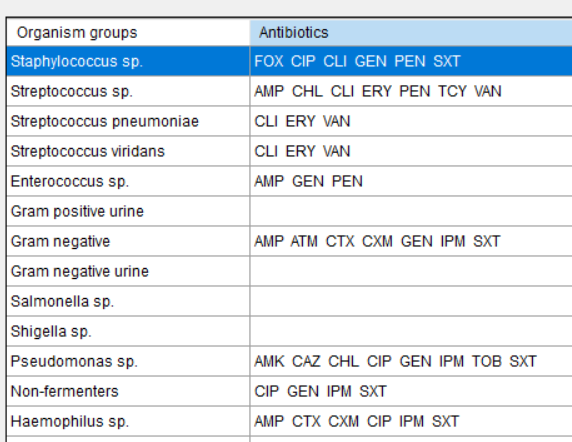 Organism groups Antibiotics
Staphylococcus sp. FOX CIP CLI GEN PEN SXT
Streptococcus sp. AMP CHL CLI ERY PEN TCY VAN
Streptococcus pneumoniae CLI ERY VAN
Streptococcus viridans CLI ERY VAN
Enterococcus sp. AMP GEN PEN
Gram positive urine
Gram negative AMP ATM CTX CXM GEN IPM SXT
Gram negative urine
Salmonella sp.
Shigella sp.
Pseudomonas sp. AMK CAZ CHL CIP GEN IPM TOB SXT
Non-fermenters CIP GEN IPM SXT
Haemophilus sp. AMP CTX CXM CIP IPM SXT